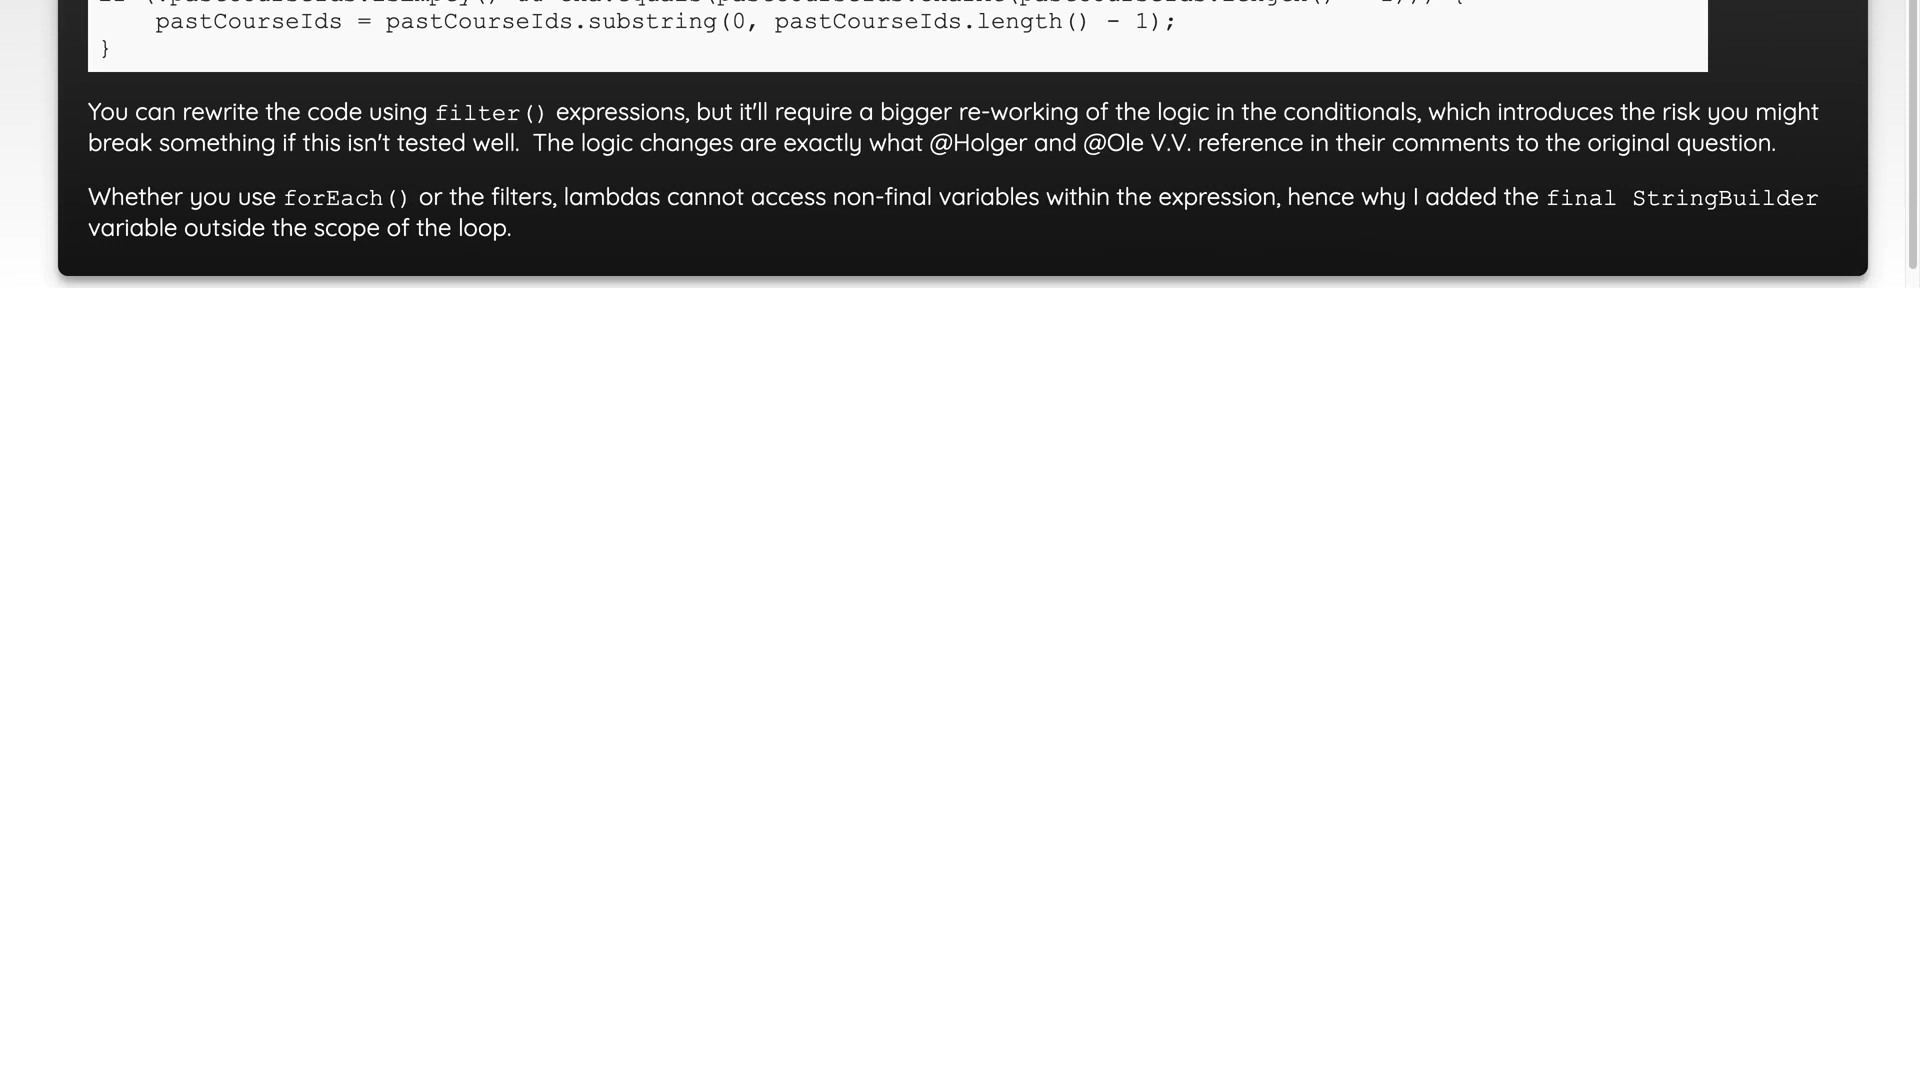 pastCourseIds = pastCourseIds.substring(0, pastCourseIds.length() - 1);
}
You can rewrite the code using filter() expressions, but it'll require a bigger re-working of the logic in the conditionals, which introduces the risk you might
break something if this isn't tested well.  The logic changes are exactly what @Holger and @Ole V.V. reference in their comments to the original question.
Whether you use forEach() or the filters, lambdas cannot access non-final variables within the expression, hence why I added the final StringBuilder
variable outside the scope of the loop.